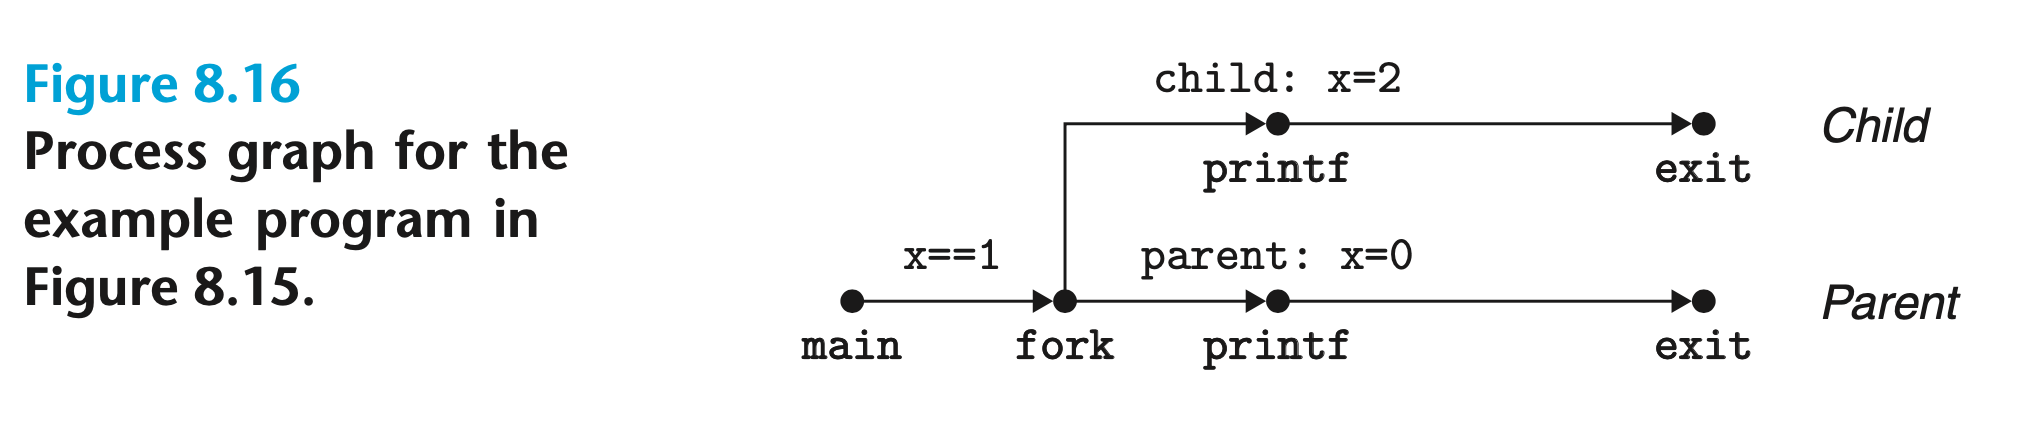 Figure 8.16
Process graph for the
example program in
Figure 8.15.
child: x=2
printf
exit
Child
x==1
parent: x=0
main
fork
printf
exit
Parent